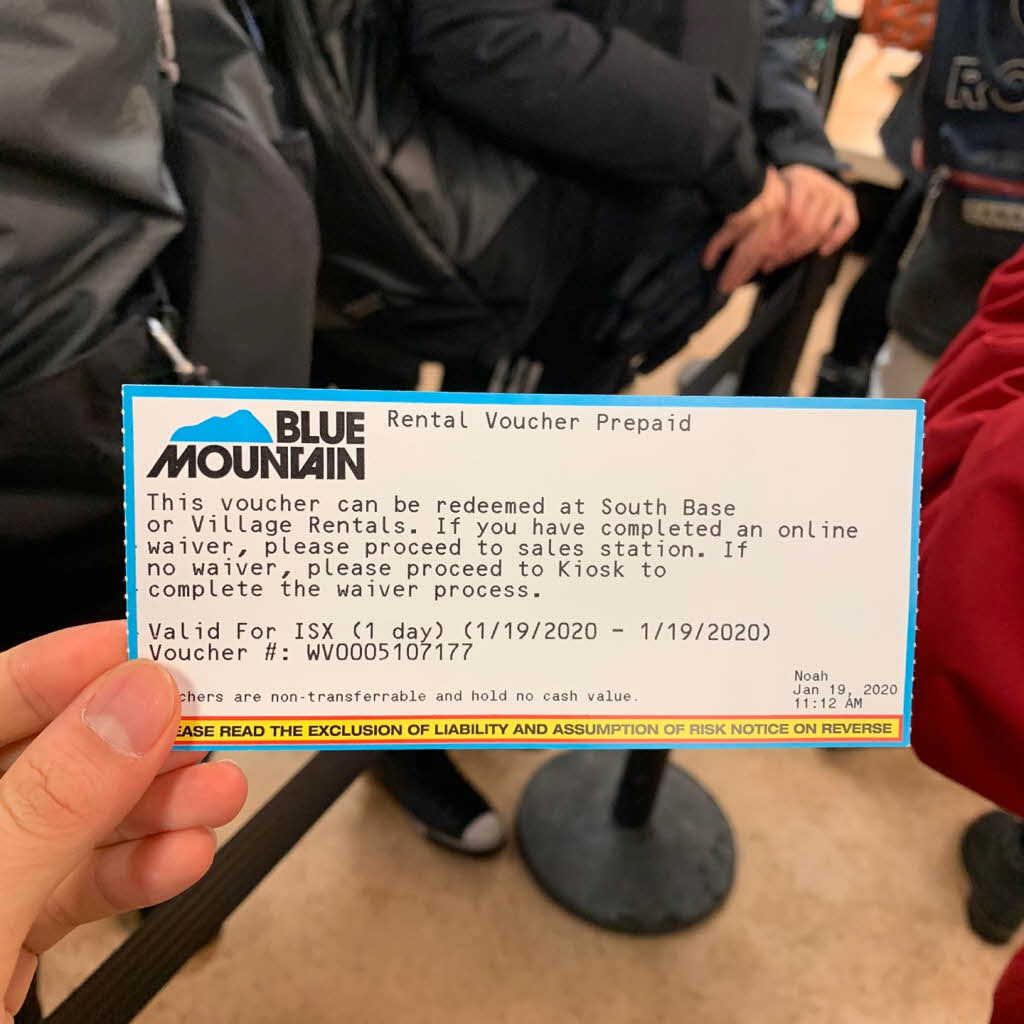 BLUE
MOUNTAIN
Rental Voucher Prepaid
This voucher can be redeemed at South Base
or Village Rentals. If you have completed an online
waiver, please proceed to sales station. If
no waiver, please proceed to Kiosk to
complete the waiver process.
Valid For ISX (1 day) (1/19/2020 - 1/19/2020)
Voucher #: WV0005107177
chers are non-transferrable and hold no cash value.
Noah
Jan 19, 2020
11:12 AM
EASE READ THE EXCLUSION OF LIABILITY AND ASSUMPTION OF RISK NOTICE ON REVERSE
RO